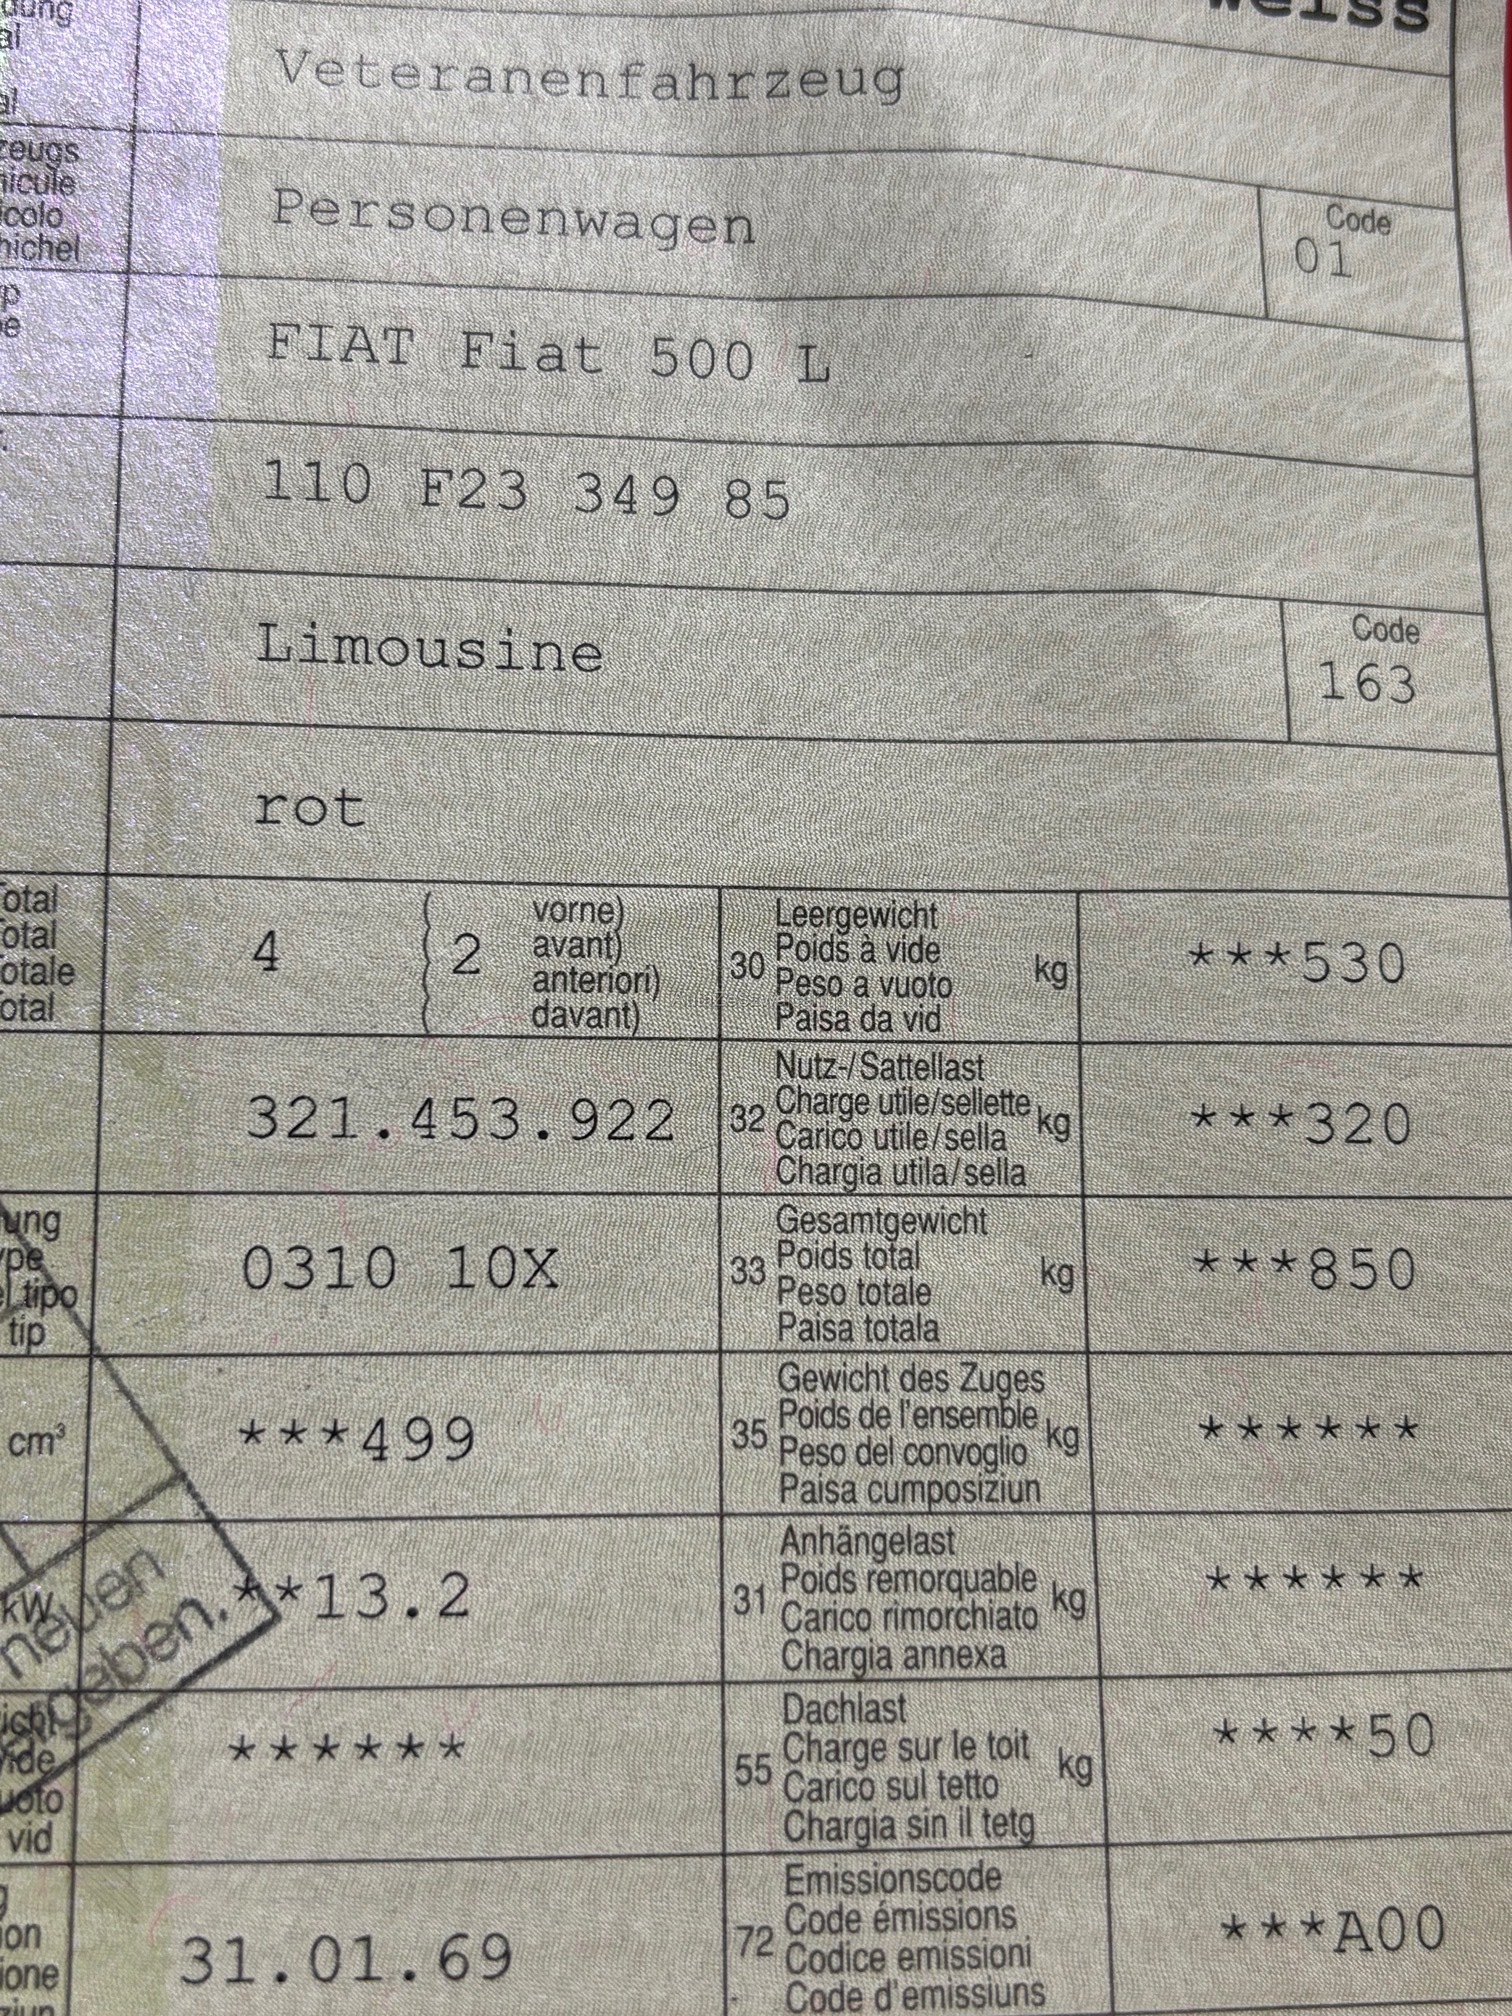 weiss
Veteranenfahrzeug
Personenwagen
Code
01
FIAT Fiat 500 L
110 F23 349 85
Limousine
Code
163
rot
4
2
vorne)
avant)
anteriori)
davant)
30
Leergewicht
Poids à vide
Peso a vuoto
Paisa da vid
kg
***530
321.453.922
32
Nutz-/Sattellast
Charge utile/sellette
Carico utile/sella
Chargia utila/sella
kg
***320
tipo
tip
0310 10X
33
Gesamtgewicht
Poids total
Peso totale
Paisa totala
kg
***850
cm³
***499
35
Gewicht des Zuges
Poids de l'ensemble
Peso del convoglio
Paisa cumposiziun
kg
******
kW
**13.2
neuen
31
Anhängelast
Poids remorquable
Carico rimorchiato
Chargia annexa
kg
******
vid
******
55
Dachlast
Charge sur le toit
Carico sul tetto
Chargia sin il tetg
kg
****50
31.01.69
72
Emissionscode
Code émissions
Codice emissioni
Code d'emissiuns
***A00